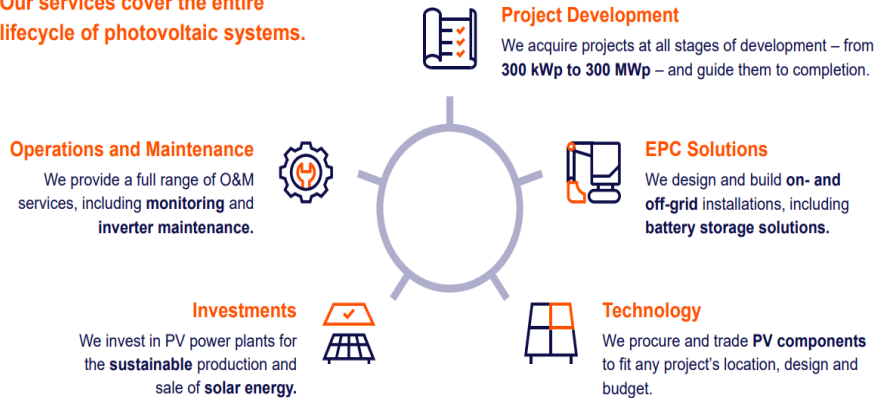 Our services cover the entire
lifecycle of photovoltaic systems.
Project Development
We acquire projects at all stages of development – from
300 kWp to 300 MWp – and guide them to completion.
Operations and Maintenance
We provide a full range of O&M
services, including monitoring and
inverter maintenance.
EPC Solutions
We design and build on- and
off-grid installations, including
battery storage solutions.
Investments
We invest in PV power plants for
the sustainable production and
sale of solar energy.
Technology
We procure and trade PV components
to fit any project's location, design and
budget.